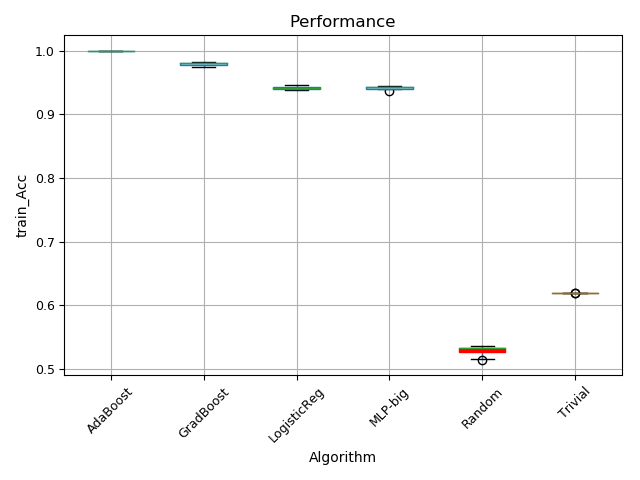 Performance
train_Acc
1.0
0.9
0.8
0.7
0.6
0.5
AdaBoost
GradBoost
LogisticReg
MLP-big
Random
Trivial
Algorithm